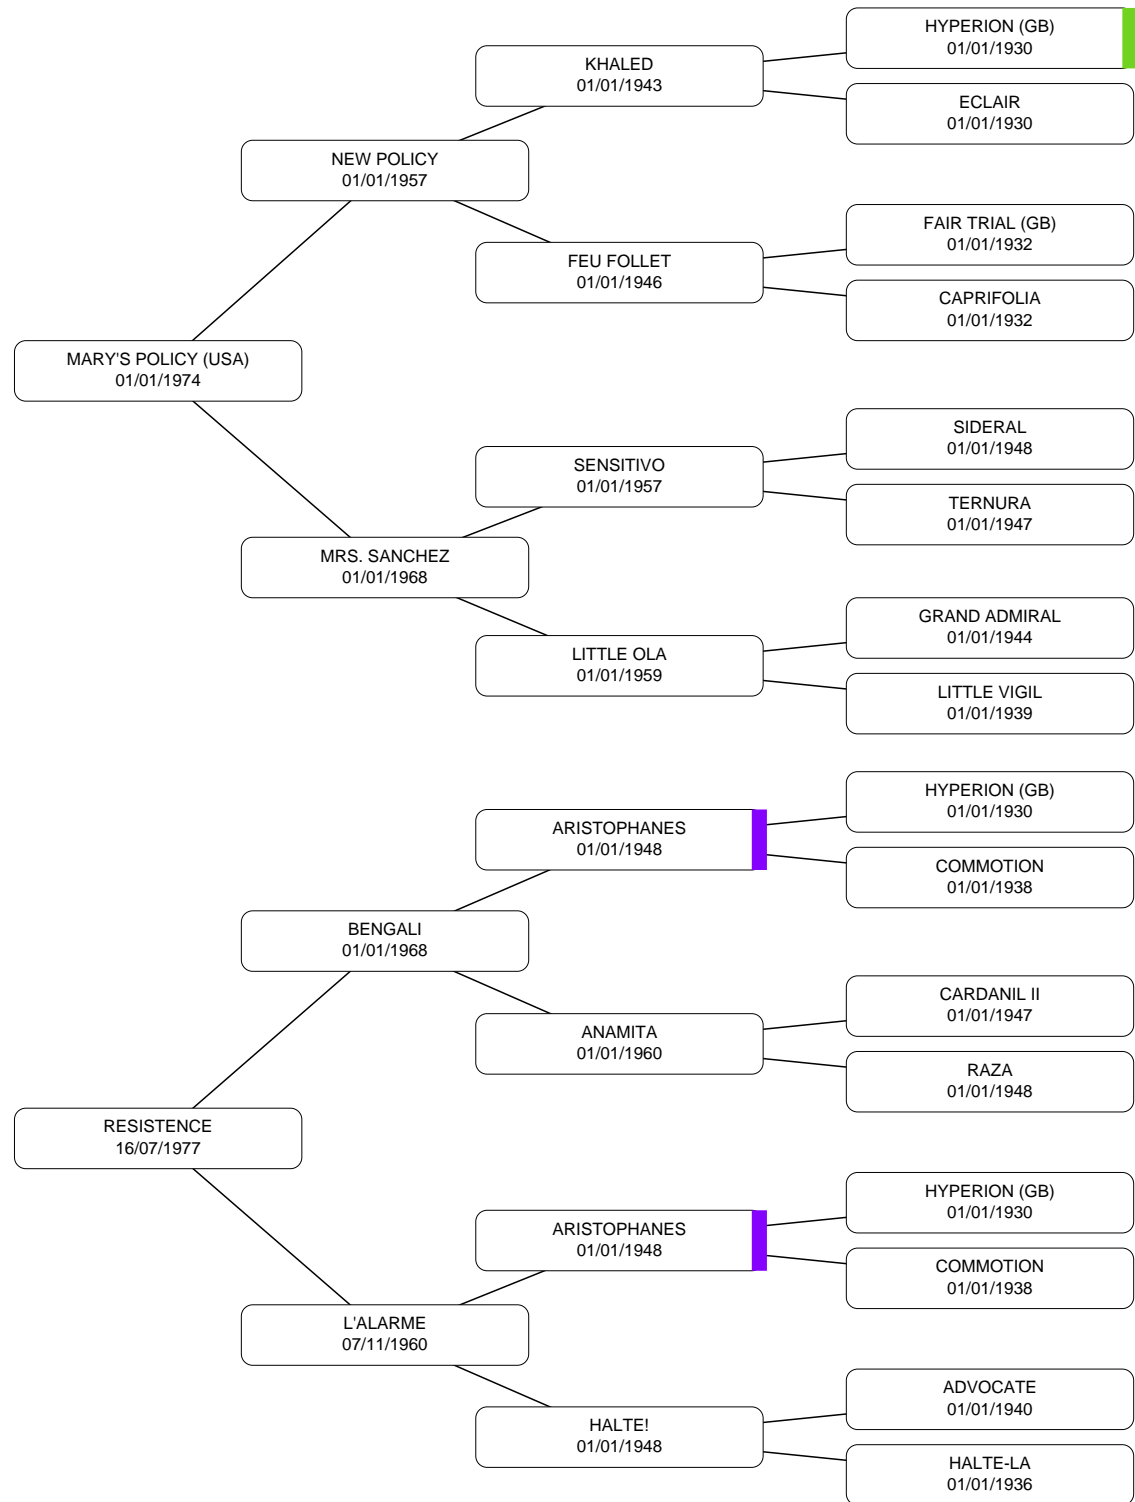 HYPERION (GB)
01/01/1930
KHALED
01/01/1943
ECLAIR
01/01/1930
NEW POLICY
01/01/1957
FAIR TRIAL (GB)
01/01/1932
FEU FOLLET
01/01/1946
CAPRIFOLIA
01/01/1932
MARY'S POLICY (USA)
01/01/1974
SIDERAL
01/01/1948
SENSITIVO
01/01/1957
TERNURA
01/01/1947
MRS. SANCHEZ
01/01/1968
GRAND ADMIRAL
01/01/1944
LITTLE OLA
01/01/1959
LITTLE VIGIL
01/01/1939
HYPERION (GB)
01/01/1930
ARISTOPHANES
01/01/1948
COMMOTION
01/01/1938
BENGALI
01/01/1968
CARDANIL II
01/01/1947
ANAMITA
01/01/1960
RAZA
01/01/1948
RESISTENCE
16/07/1977
HYPERION (GB)
01/01/1930
ARISTOPHANES
01/01/1948
COMMOTION
01/01/1938
L'ALARME
07/11/1960
ADVOCATE
01/01/1940
HALTE!
01/01/1948
HALTE-LA
01/01/1936